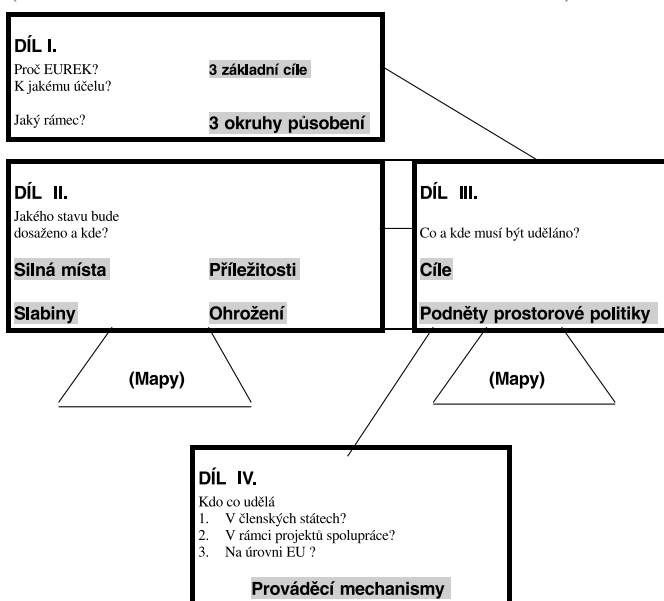 DÍL I.
Proč EUREK?
K jakému účelu?
3 základní cíle
Jaký rámec?
3 okruhy působení
DÍL II.
Jakého stavu bude
dosaženo a kde?
Silná místa
Příležitosti
Slabiny
Ohrožení
(Mapy)
DÍL III.
Co a kde musí být uděláno?
Cíle
Podněty prostorové politiky
(Mapy)
DÍL IV.
Kdo co udělá
1. V členských státech?
2. V rámci projektů spolupráce?
3. Na úrovni EU ?
Prováděcí mechanismy